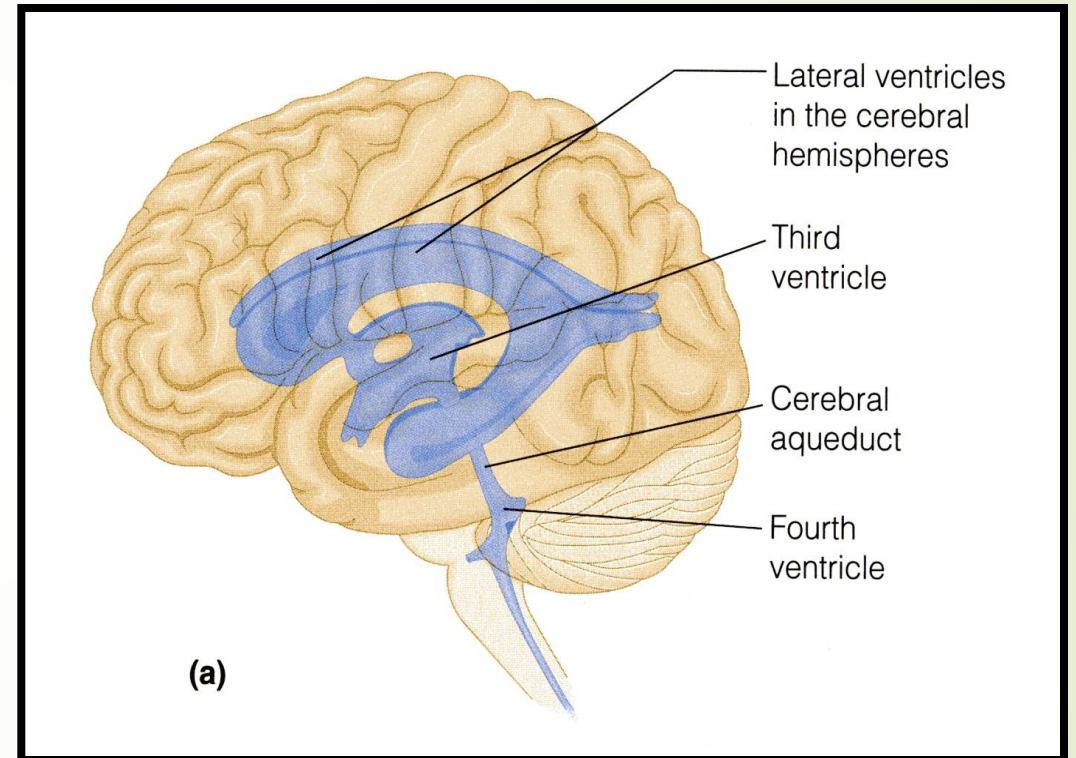 Lateral ventricles
in the cerebral
hemispheres
Third
ventricle
Cerebral
aqueduct
Fourth
ventricle
(a)